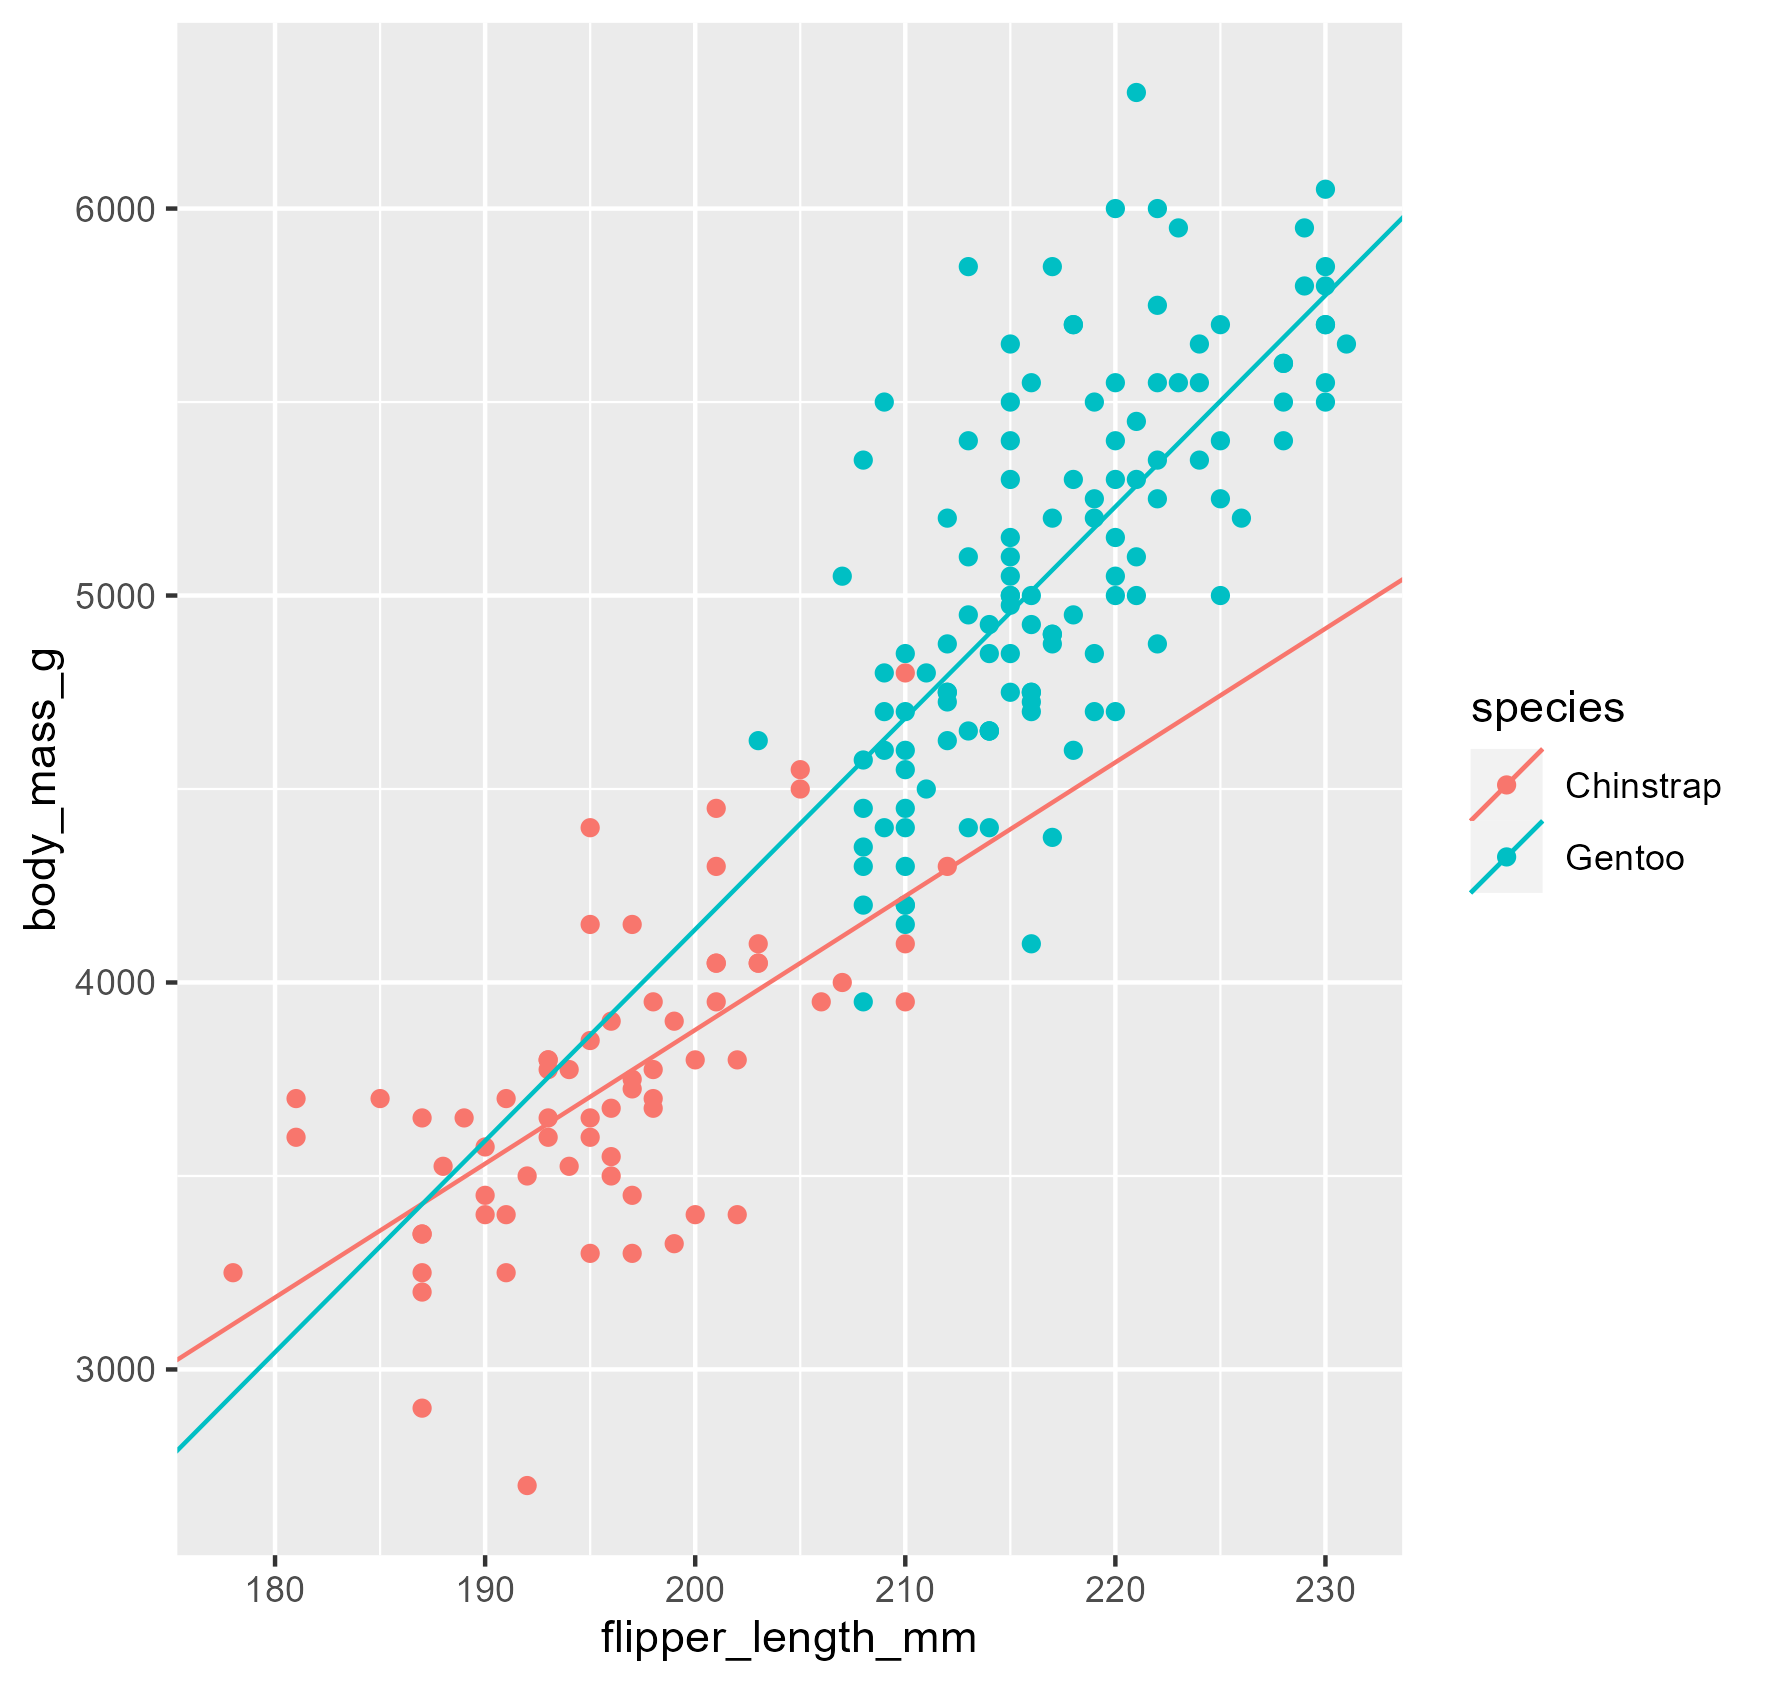 6000
5000
4000
3000
body_mass_g
180 190 200 210 220 230
flipper_length_mm
species
Chinstrap
Gentoo